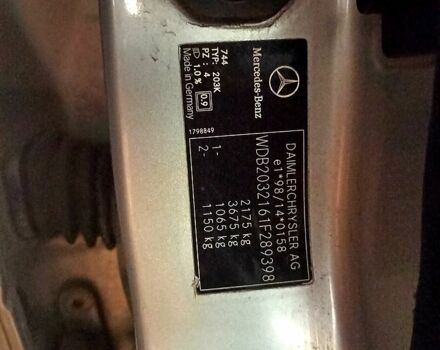 Mercedes-Benz
DAIMLERCHRYSLER AG
e1*98/14*0158
WDB2032161F289398
2175 kg
3675 kg
1- 1065 kg
2- 1150 kg
744
TYP: 203K
PZ : 4
ID 1.0 % 0.9
Made in Germany
1798849